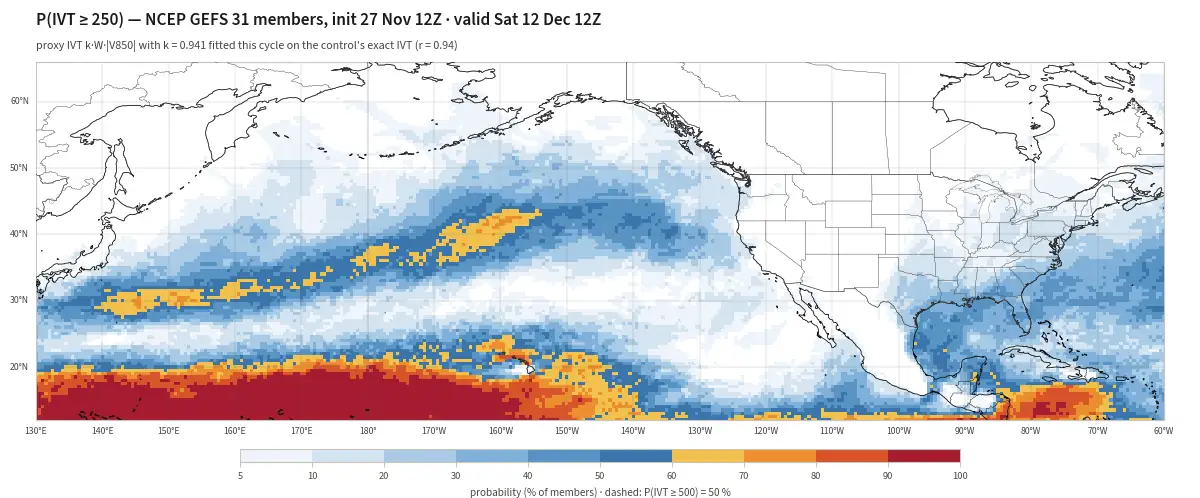 P(IVT ≥ 250) — NCEP GEFS 31 members, init 27 Nov 12Z · valid Sat 12 Dec 12Z
proxy IVT k·W·|V850| with k = 0.941 fitted this cycle on the control's exact IVT (r = 0.94)
60°N
50°N
40°N
30°N
20°N
130°E 140°E 150°E 160°E 170°E 180° 170°W 160°W 150°W 140°W 130°W 120°W 110°W 100°W 90°W 80°W 70°W 60°W
5 10 20 30 40 50 60 70 80 90 100
probability (% of members) · dashed: P(IVT ≥ 500) = 50 %